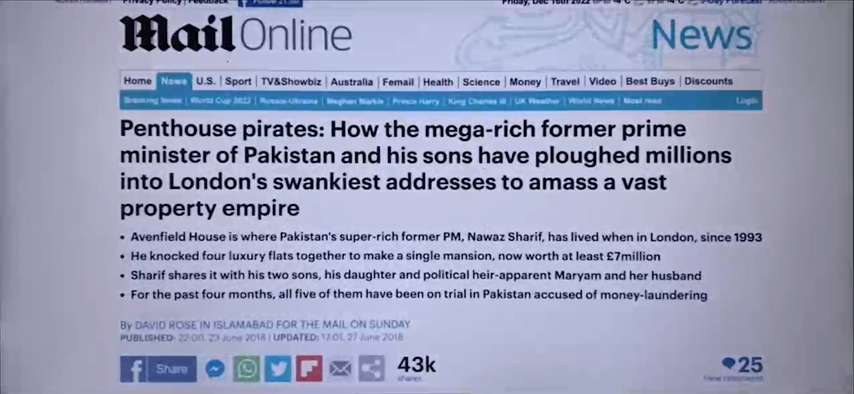 Privacy Policy | Feedback
Friday, Dec 16th 2022
Mail Online
News
Home News U.S. Sport TV&Showbiz Australia Femail Health Science Money Travel Video Best Buys Discounts
Breaking News World Cup 2022 Russia-Ukraine Meghan Markle Prince Harry King Charles III UK Weather World News Most read Login
Penthouse pirates: How the mega-rich former prime
minister of Pakistan and his sons have ploughed millions
into London's swankiest addresses to amass a vast
property empire
• Avenfield House is where Pakistan's super-rich former PM, Nawaz Sharif, has lived when in London, since 1993
• He knocked four luxury flats together to make a single mansion, now worth at least £7million
• Sharif shares it with his two sons, his daughter and political heir-apparent Maryam and her husband
• For the past four months, all five of them have been on trial in Pakistan accused of money-laundering
By DAVID ROSE IN ISLAMABAD FOR THE MAIL ON SUNDAY
PUBLISHED: 22:00, 23 June 2018 | UPDATED: 17:01, 27 June 2018
Share
43k
shares
25
View comments